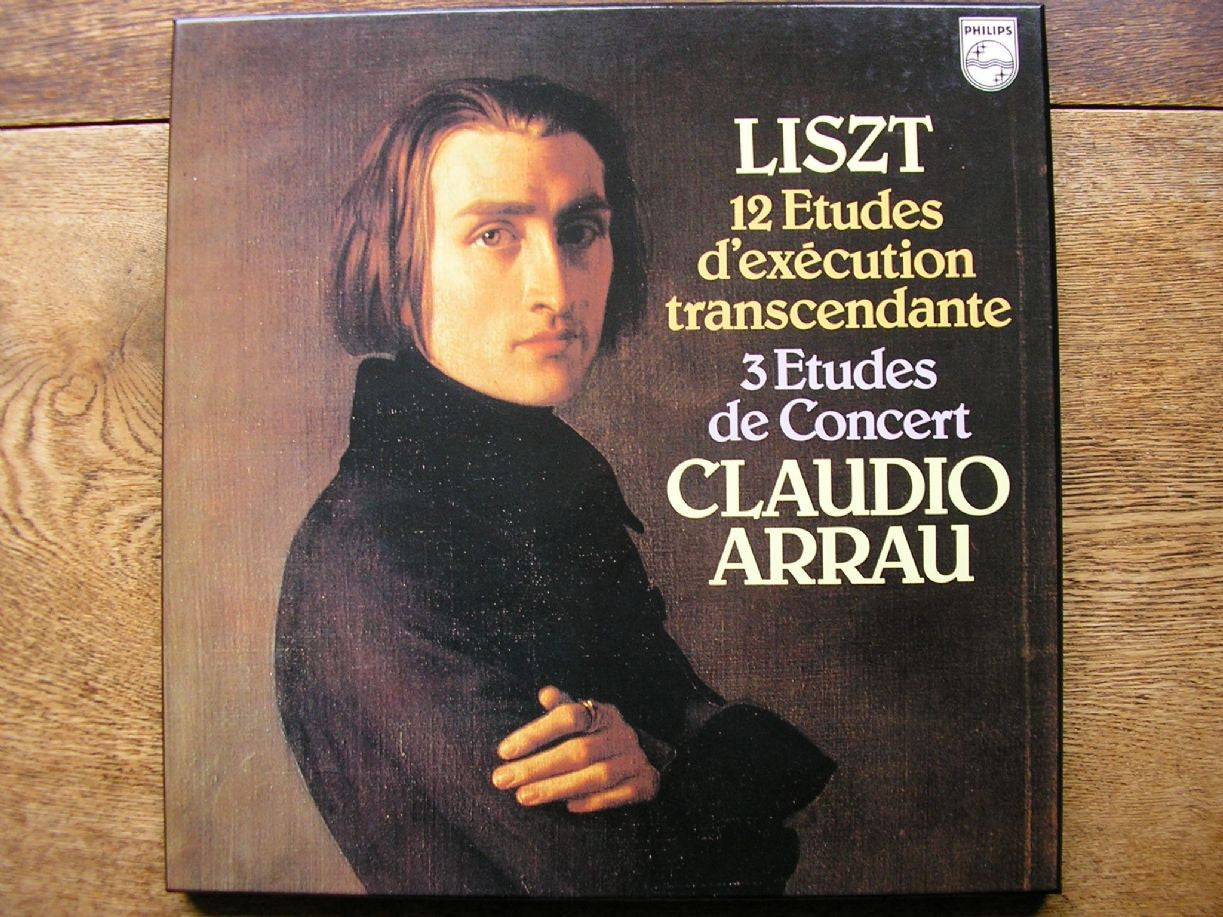 PHILIPS
LISZT
12 Etudes
d'exécution
transcendante
3 Etudes
de Concert
CLAUDIO
ARRAU